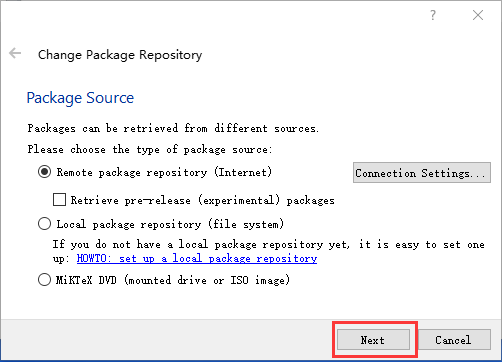 Change Package Repository
Package Source
Packages can be retrieved from different sources.
Please choose the type of package source:
Remote package repository (Internet)
Connection Settings...
Retrieve pre-release (experimental) packages
Local package repository (file system)
If you do not have a local package repository yet, it is easy to set one
up: HOWTO: set up a local package repository
MiKTeX DVD (mounted drive or ISO image)
Next
Cancel